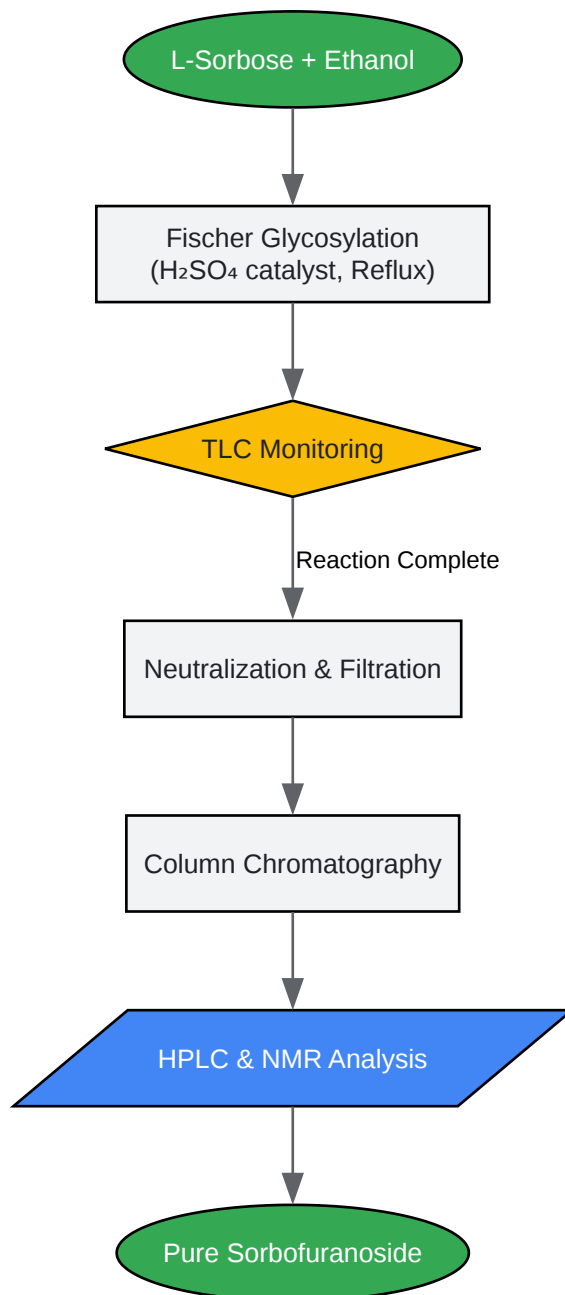 L-Sorbose + Ethanol
Fischer Glycosylation
(H₂SO₄ catalyst, Reflux)
TLC Monitoring
Reaction Complete
Neutralization & Filtration
Column Chromatography
HPLC & NMR Analysis
Pure Sorbofuranoside